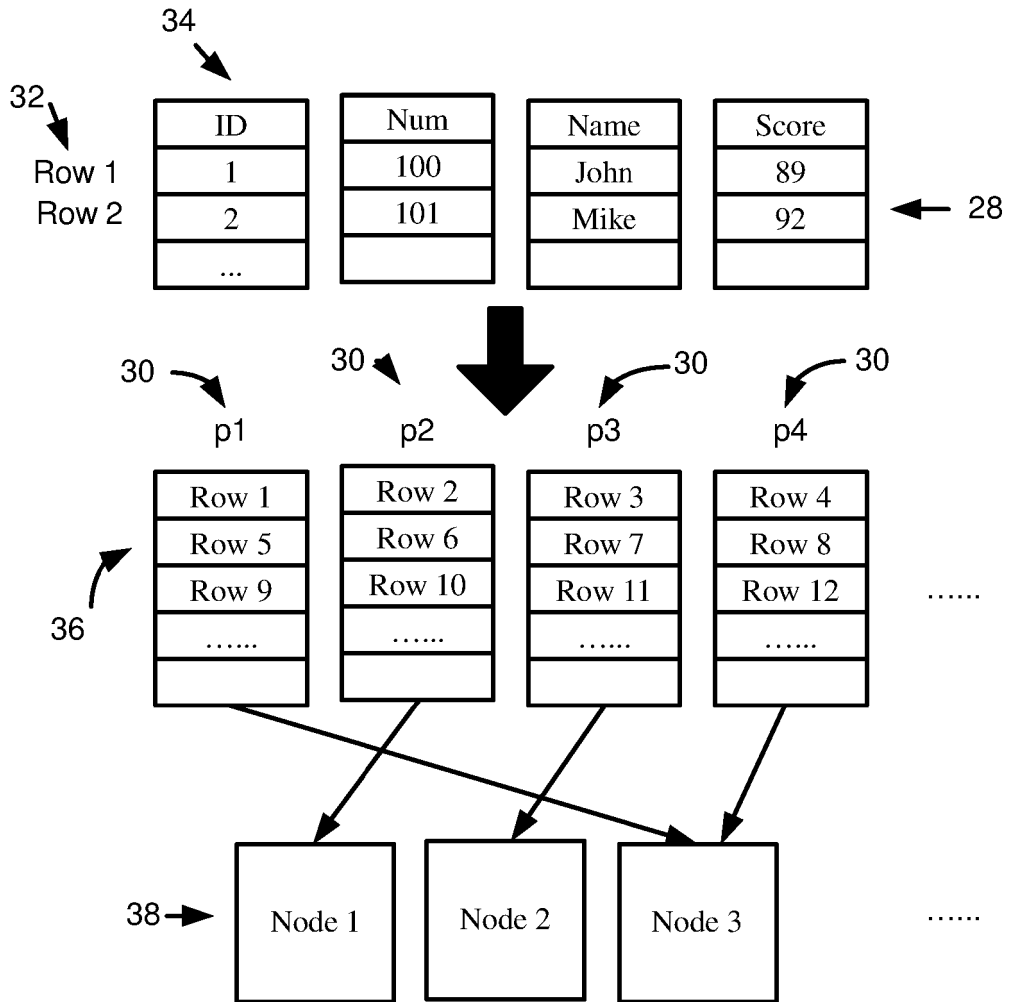 34
32
ID Num Name Score
Row 1 1 100 John 89
Row 2 2 101 Mike 92 28
...
30 30 30 30
p1 p2 p3 p4
Row 1 Row 2 Row 3 Row 4
Row 5 Row 6 Row 7 Row 8
Row 9 Row 10 Row 11 Row 12 ......
36 ...... ...... ...... ......
38 Node 1 Node 2 Node 3 ......